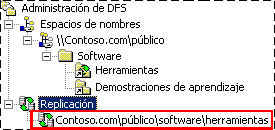 Administración de DFS
Espacios de nombres
\\Contoso.com\público
Software
Herramientas
Demostraciones de aprendizaje
Replicación
Contoso.com\público\software\herramientas